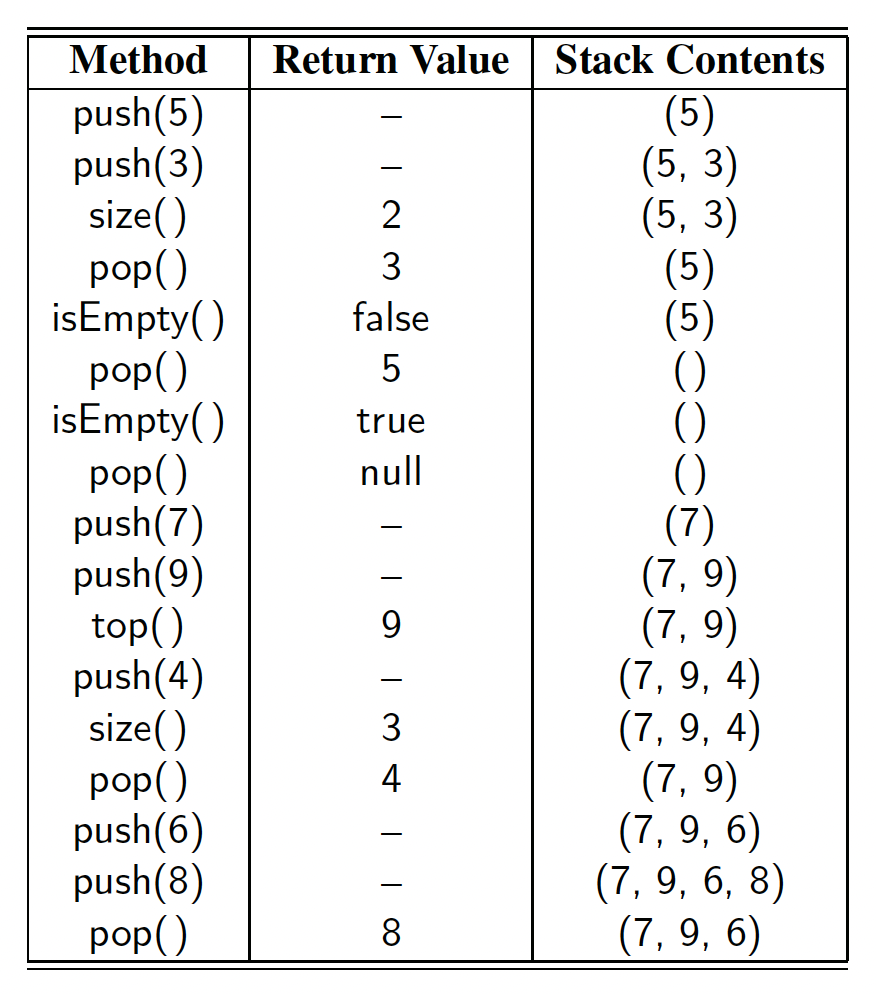 Method Return Value Stack Contents
push(5) – (5)
push(3) – (5, 3)
size() 2 (5, 3)
pop() 3 (5)
isEmpty() false (5)
pop() 5 ()
isEmpty() true ()
pop() null ()
push(7) – (7)
push(9) – (7, 9)
top() 9 (7, 9)
push(4) – (7, 9, 4)
size() 3 (7, 9, 4)
pop() 4 (7, 9)
push(6) – (7, 9, 6)
push(8) – (7, 9, 6, 8)
pop() 8 (7, 9, 6)